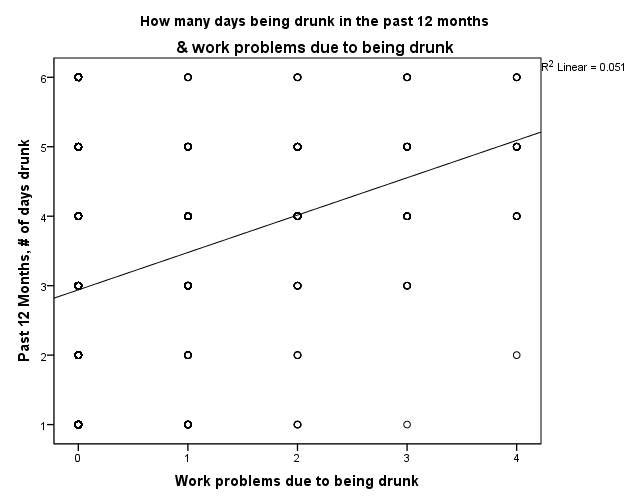 How many days being drunk in the past 12 months
& work problems due to being drunk
R2 Linear = 0.051
6
5
4
3
2
1
Past 12 Months, # of days drunk
0 1 2 3 4
Work problems due to being drunk